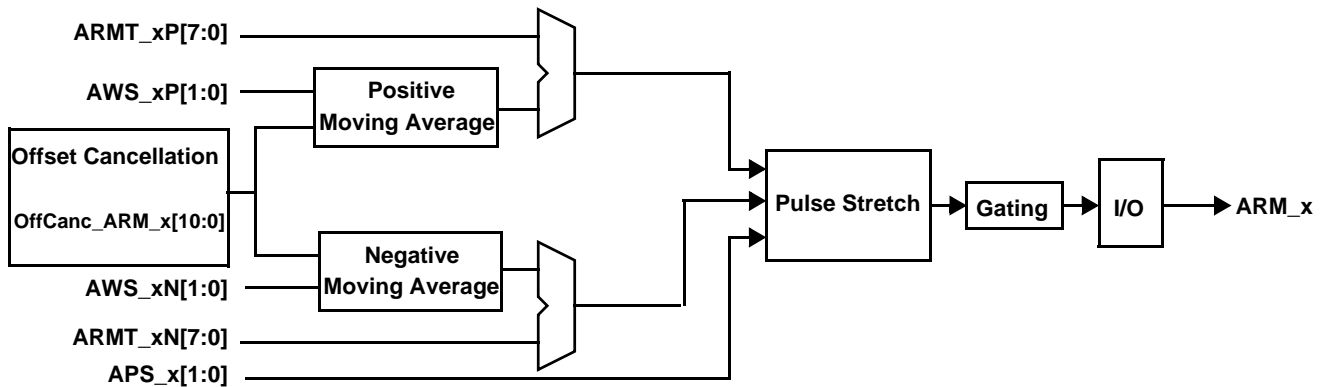 ARMT_xP[7:0]
AWS_xP[1:0]
Positive
Moving Average
Offset Cancellation
OffCanc_ARM_x[10:0]
Pulse Stretch
Gating
I/O
ARM_x
Negative
Moving Average
AWS_xN[1:0]
ARMT_xN[7:0]
APS_x[1:0]